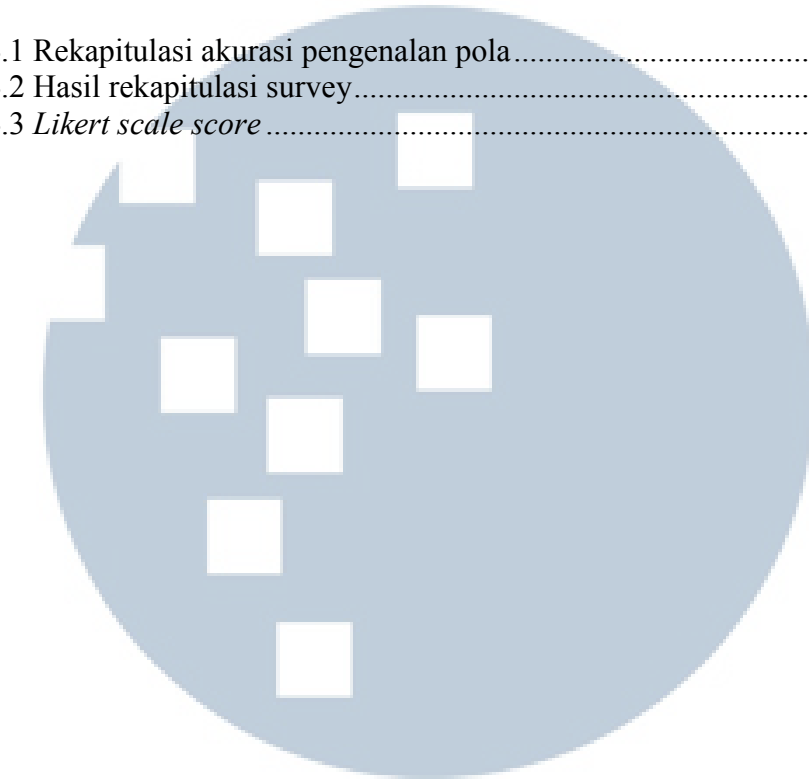 .1 Rekapitulasi akurasi pengenalan pola................................
.2 Hasil rekapitulasi survey................................................
.3 Likert scale score............................................................